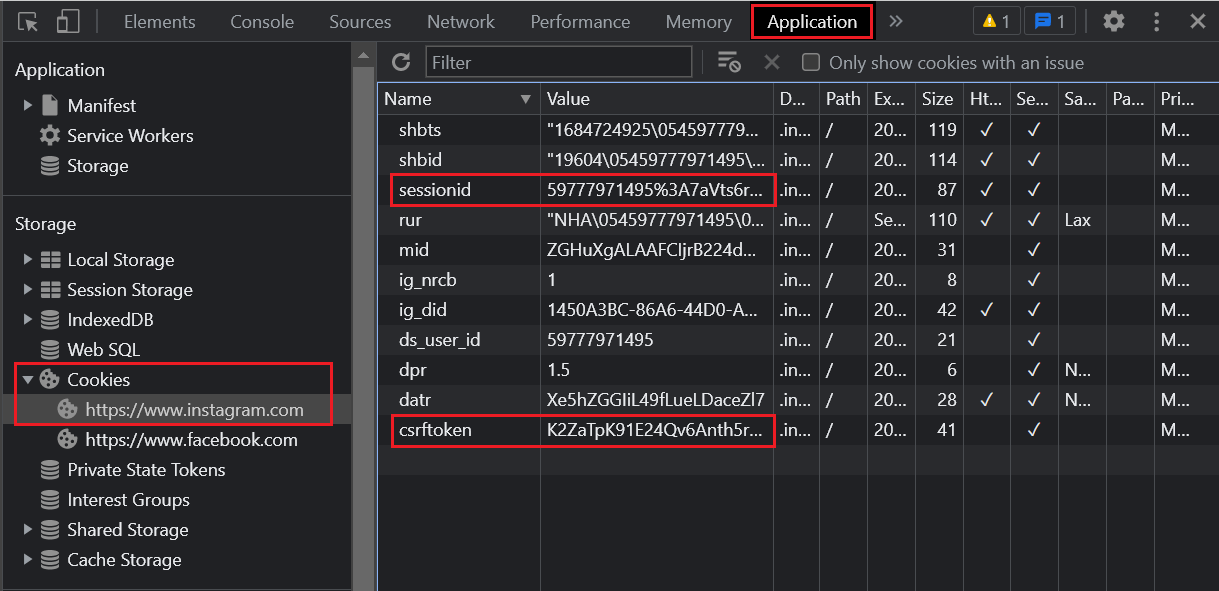 Elements Console Sources Network Performance Memory Application » 1 1
Application
Manifest
Service Workers
Storage
Storage
Local Storage
Session Storage
IndexedDB
Web SQL
Cookies
https://www.instagram.com
https://www.facebook.com
Private State Tokens
Interest Groups
Shared Storage
Cache Storage
Filter Only show cookies with an issue
Name Value D... Path Ex... Size Ht... Se... Sa... Pa... Pri...
shbts "1684724925\054597779... .in... / 20... 119 ✓ ✓ M...
shbid "19604\05459777971495\... .in... / 20... 114 ✓ ✓ M...
sessionid 59777971495%3A7aVts6r... .in... / 20... 87 ✓ ✓ M...
rur "NHA\05459777971495\0... .in... / Se... 110 ✓ ✓ Lax M...
mid ZGHuXgALAAFCIjrB224d... .in... / 20... 31 ✓ M...
ig_nrcb 1 .in... / 20... 8 ✓ M...
ig_did 1450A3BC-86A6-44D0-A... .in... / 20... 42 ✓ ✓ M...
ds_user_id 59777971495 .in... / 20... 21 ✓ M...
dpr 1.5 .in... / 20... 6 ✓ N... M...
datr Xe5hZGGIiL49fLueLDaceZl7 .in... / 20... 28 ✓ ✓ N... M...
csrftoken K2ZaTpK91E24Qv6Anth5r... .in... / 20... 41 ✓ M...